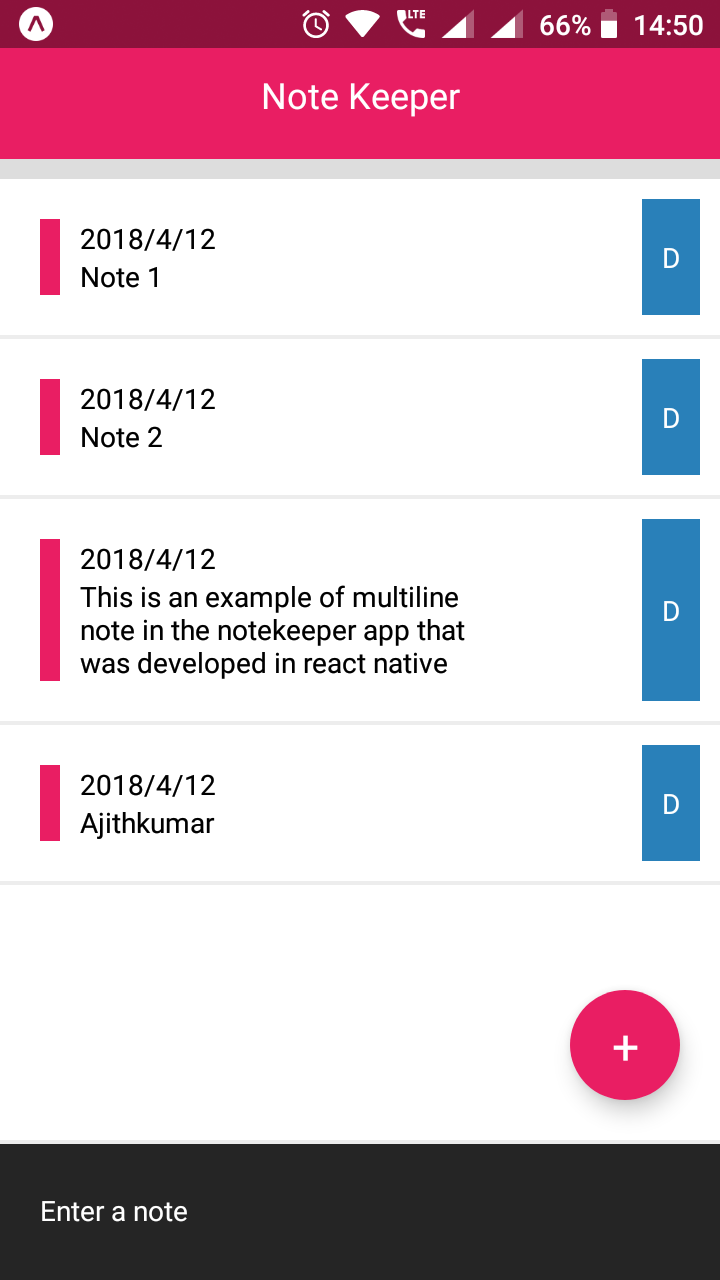 LTE
66% 14:50
Note Keeper
2018/4/12
Note 1
D
2018/4/12
Note 2
D
2018/4/12
This is an example of multiline
note in the notekeeper app that
was developed in react native
D
2018/4/12
Ajithkumar
D
+
Enter a note